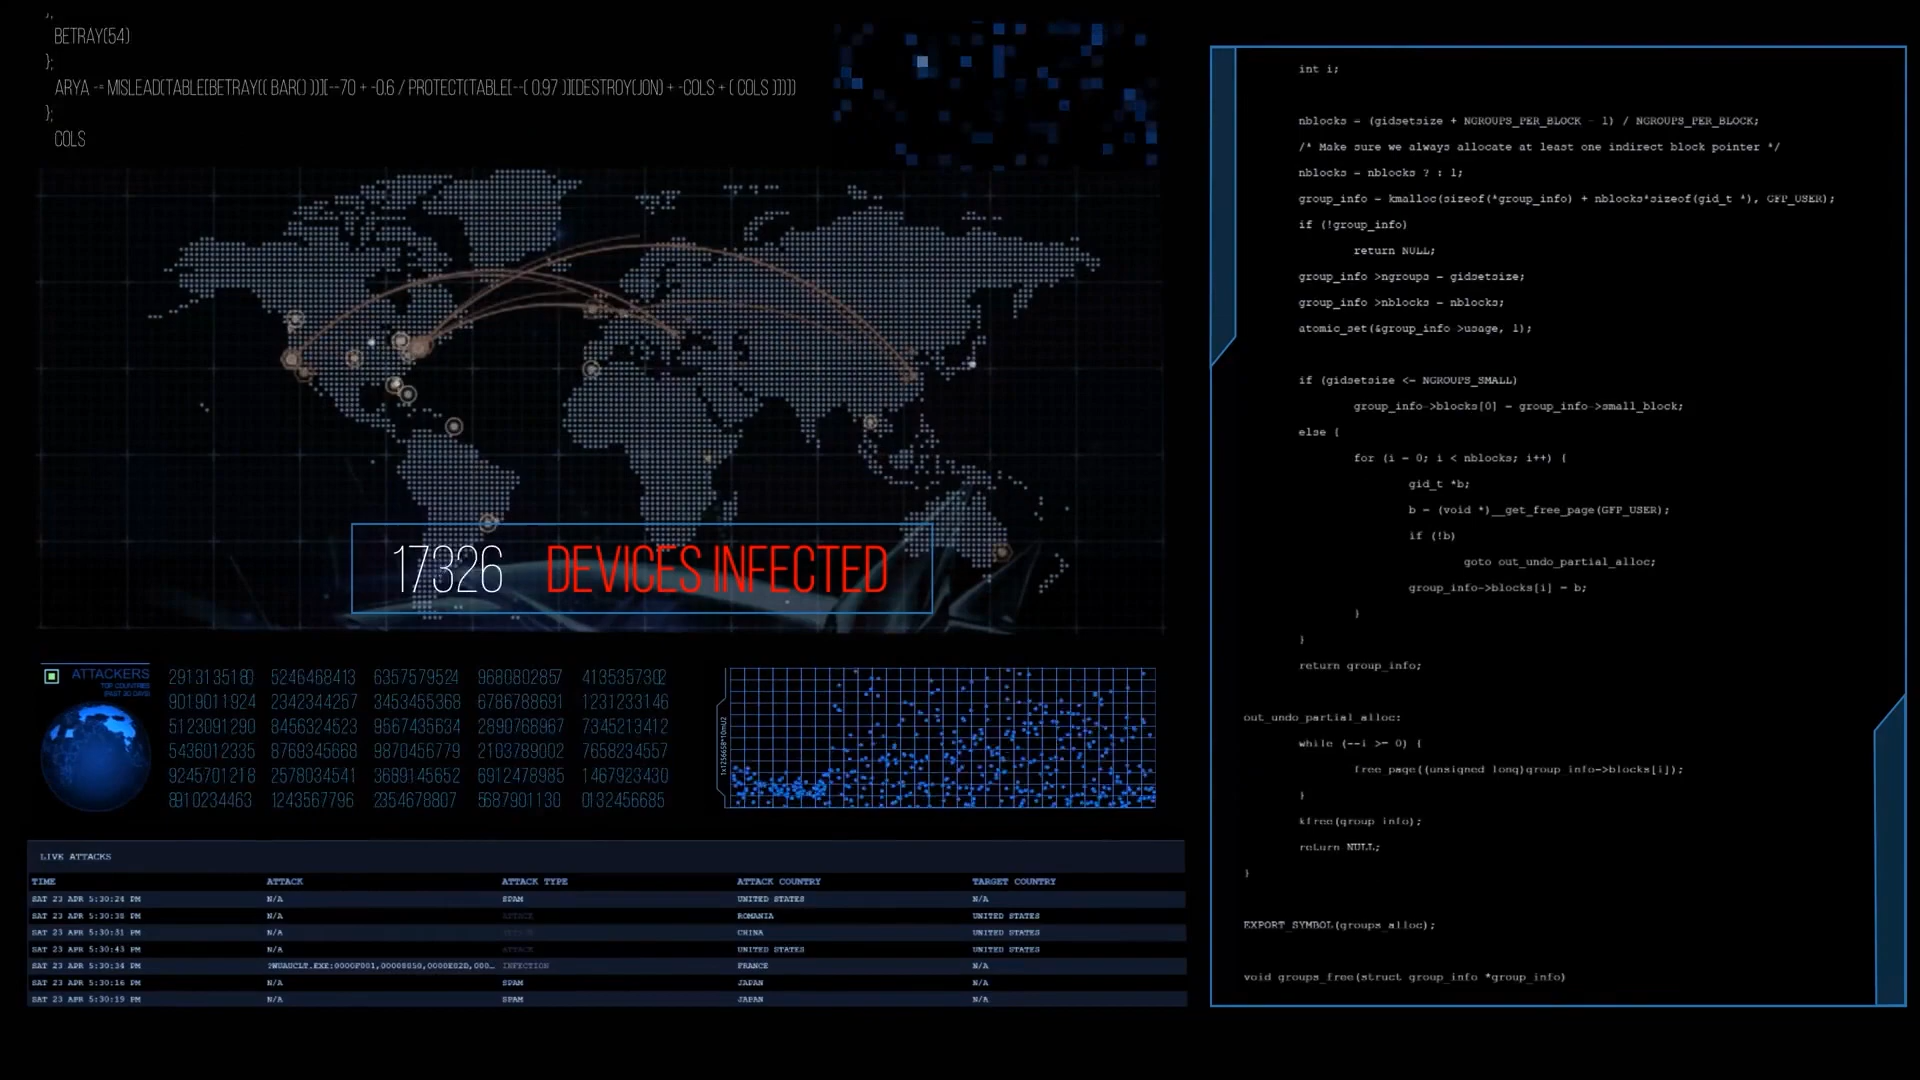 };
BETRAY(54)
};
ARYA -= MISLEAD(TABLE[BETRAY(( BAR() ))][--70 + -0.6 / PROTECT(TABLE[--( 0.97 )][DESTROY(JON) + -COLS + ( COLS )])])
};
COLS
17326 DEVICES INFECTED
ATTACKERS
TOP COUNTRIES
(PAST 30 DAYS)
2913135180 5246468413 6357579524 9680802857 4135357302
9019011924 2342344267 3453455368 6786788691 1231233146
5123091290 8456324523 9567435634 2890768967 7345213412
5436012335 8769345668 9870456779 2103789002 7658234557
9245701218 2578034541 3689145652 6912478985 1467923430
8910234463 1243567796 2354678807 5687901130 0132456685
LIVE ATTACKS
TIME ATTACK ATTACK TYPE ATTACK COUNTRY TARGET COUNTRY
SAT 23 APR 5:30:24 PM N/A SPAM UNITED STATES N/A
SAT 23 APR 5:30:38 PM N/A ATTACK ROMANIA UNITED STATES
SAT 23 APR 5:30:31 PM N/A CHINA UNITED STATES
SAT 23 APR 5:30:43 PM N/A ATTACK UNITED STATES UNITED STATES
SAT 23 APR 5:30:34 PM INFECTION FRANCE N/A
SAT 23 APR 5:30:16 PM N/A SPAM JAPAN N/A
SAT 23 APR 5:30:19 PM N/A SPAM JAPAN N/A
int i;
nblocks = (gidsetsize + NGROUPS_PER_BLOCK - 1) / NGROUPS_PER_BLOCK;
/* Make sure we always allocate at least one indirect block pointer */
nblocks = nblocks ? : 1;
group_info = kmalloc(sizeof(*group_info) + nblocks*sizeof(gid_t *), GFP_USER);
if (!group_info)
return NULL;
group_info->ngroups = gidsetsize;
group_info->nblocks = nblocks;
atomic_set(&group_info->usage, 1);
if (gidsetsize <= NGROUPS_SMALL)
group_info->blocks[0] = group_info->small_block;
else {
for (i = 0; i < nblocks; i++) {
gid_t *b;
b = (void *)__get_free_page(GFP_USER);
if (!b)
goto out_undo_partial_alloc;
group_info->blocks[i] = b;
}
}
return group_info;
out_undo_partial_alloc:
while (--i >= 0) {
free_page((unsigned long)group_info->blocks[i]);
}
kfree(group_info);
return NULL;
}
EXPORT_SYMBOL(groups_alloc);
void groups_free(struct group_info *group_info)